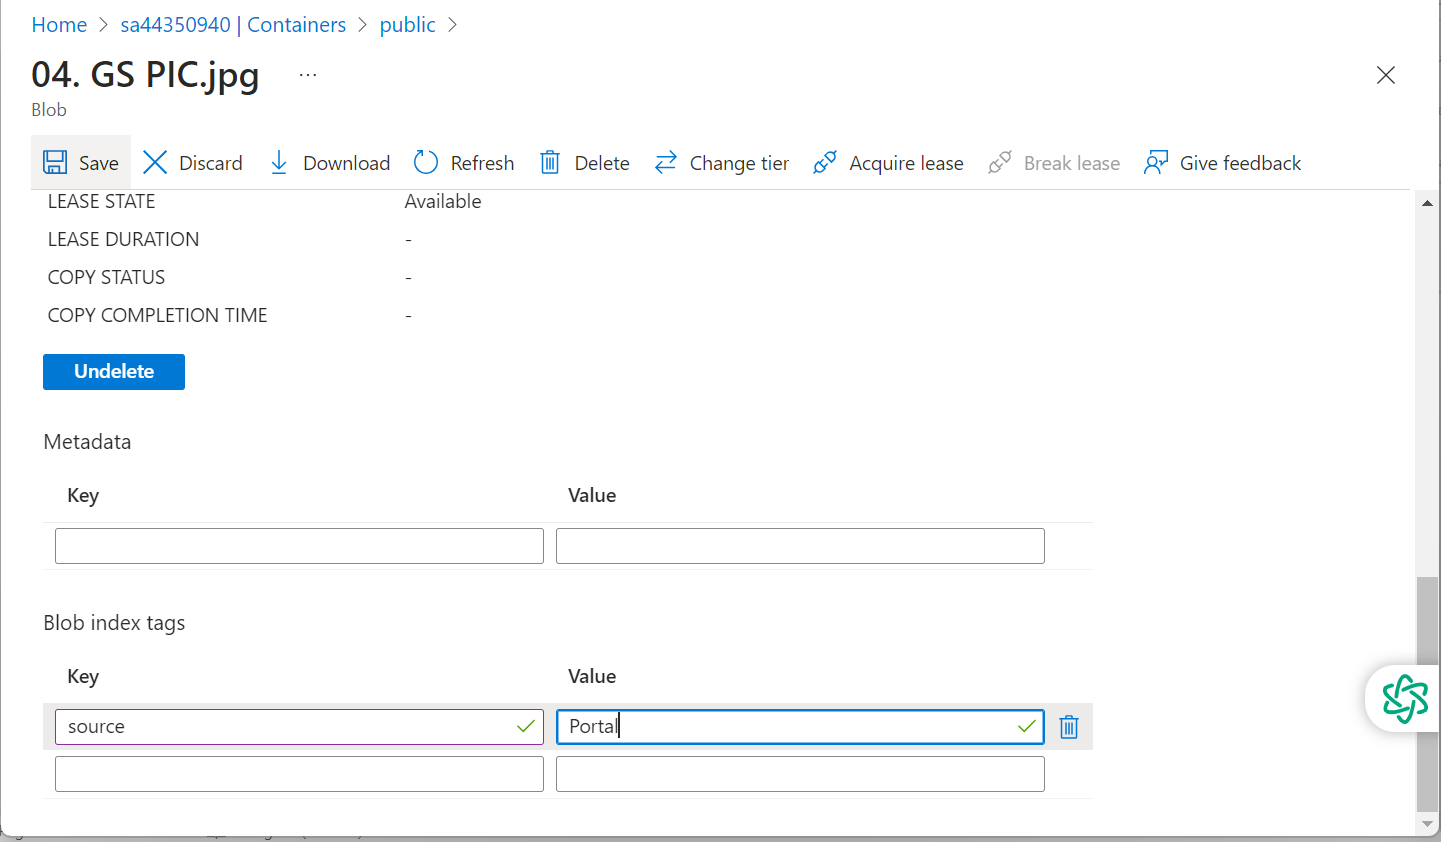 Home > sa44350940 | Containers > public >
04. GS PIC.jpg ...
Blob
Save Discard Download Refresh Delete Change tier Acquire lease Break lease Give feedback
LEASE STATE Available
LEASE DURATION -
COPY STATUS -
COPY COMPLETION TIME -
Undelete
Metadata
Key Value
Blob index tags
Key Value
source Portal